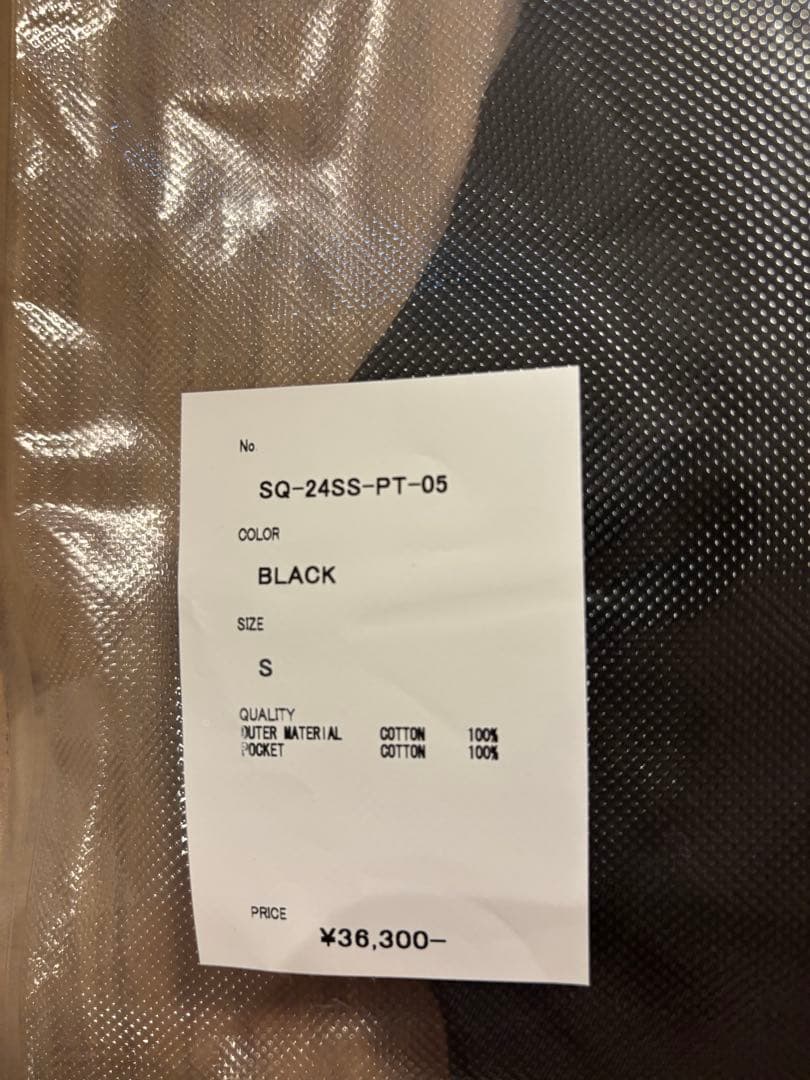 No.
SQ-24SS-PT-05
COLOR
BLACK
SIZE
S
QUALITY
OUTER MATERIAL COTTON 100%
POCKET COTTON 100%
PRICE
¥36,300-